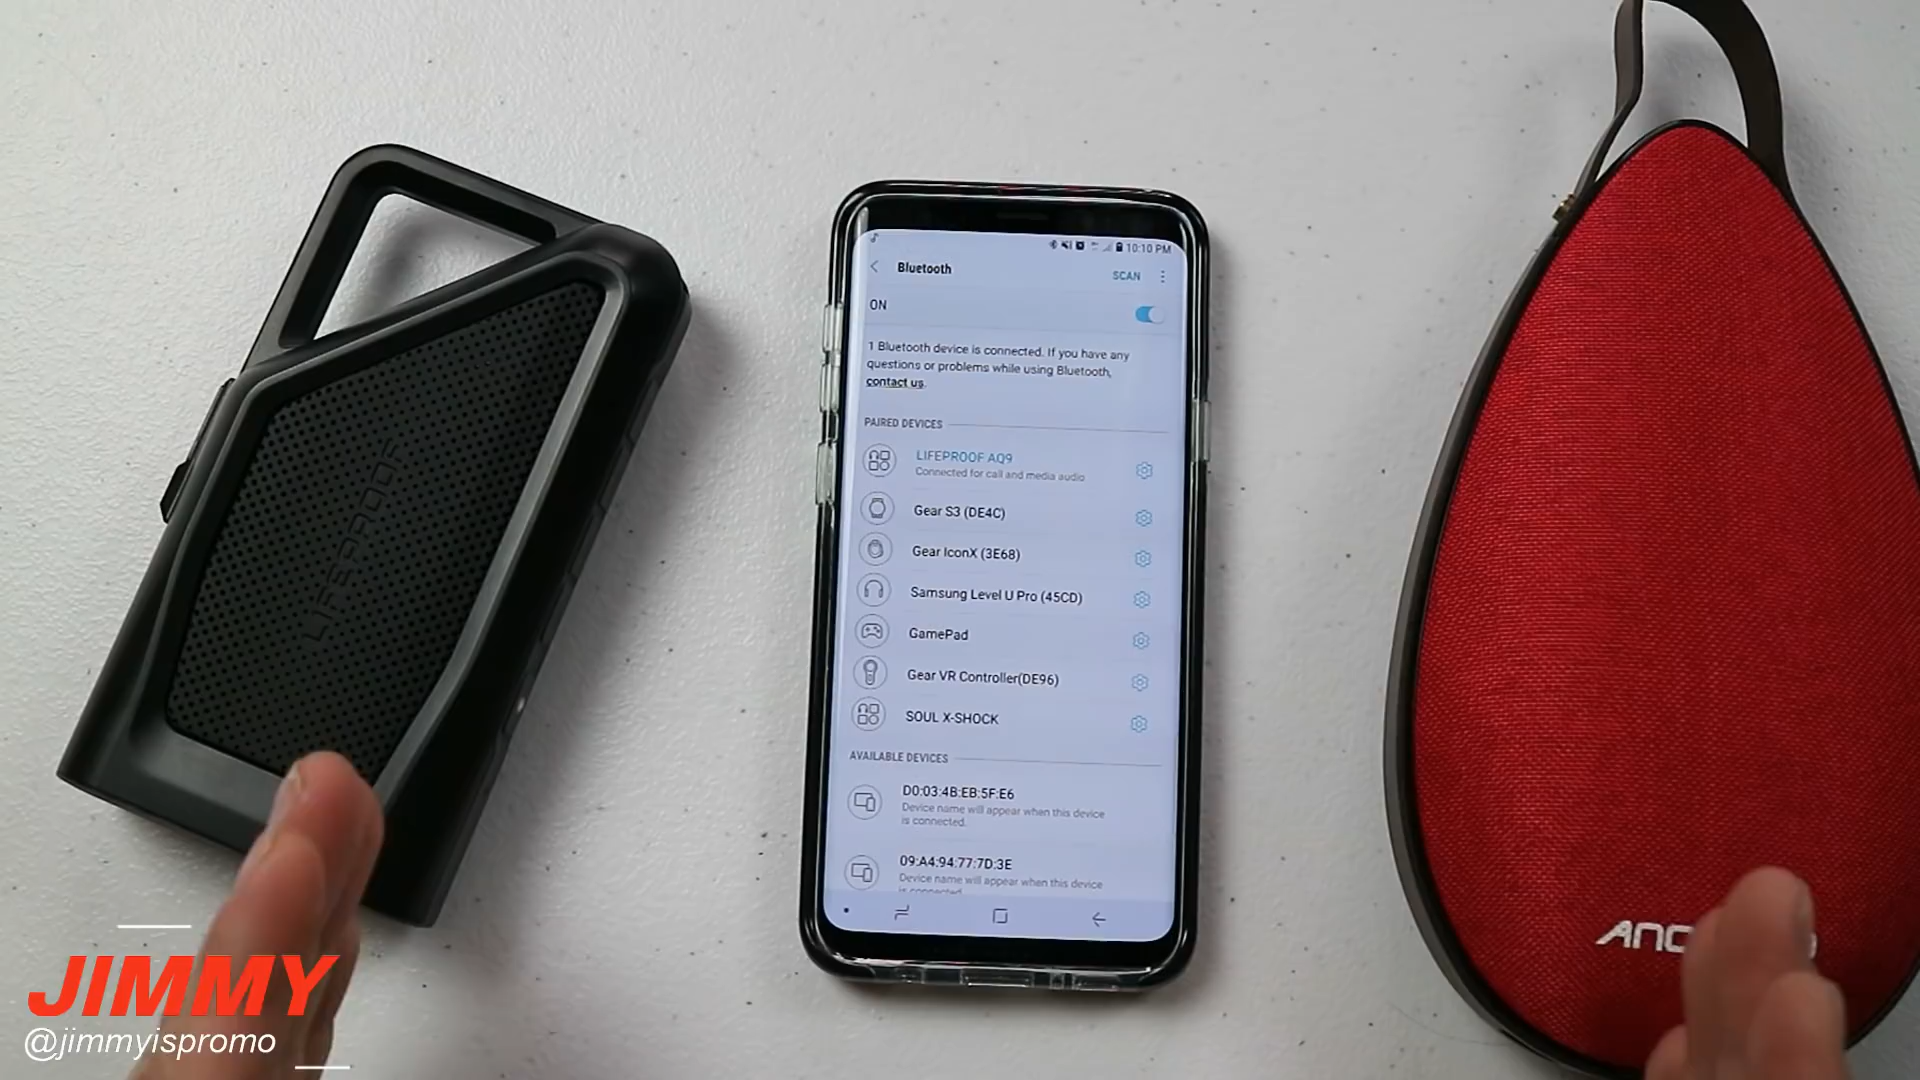 LIFEPROOF
10:10 PM
Bluetooth
SCAN
ON
1 Bluetooth device is connected. If you have any
questions or problems while using Bluetooth,
contact us.
PAIRED DEVICES
LIFEPROOF AQ9
Connected for call and media audio
Gear S3 (DE4C)
Gear IconX (3E68)
Samsung Level U Pro (45CD)
GamePad
Gear VR Controller(DE96)
SOUL X-SHOCK
AVAILABLE DEVICES
D0:03:4B:EB:5F:E6
Device name will appear when this device
is connected.
09:A4:94:77:7D:3E
Device name will appear when this device
is connected.
JIMMY
@jimmyispromo